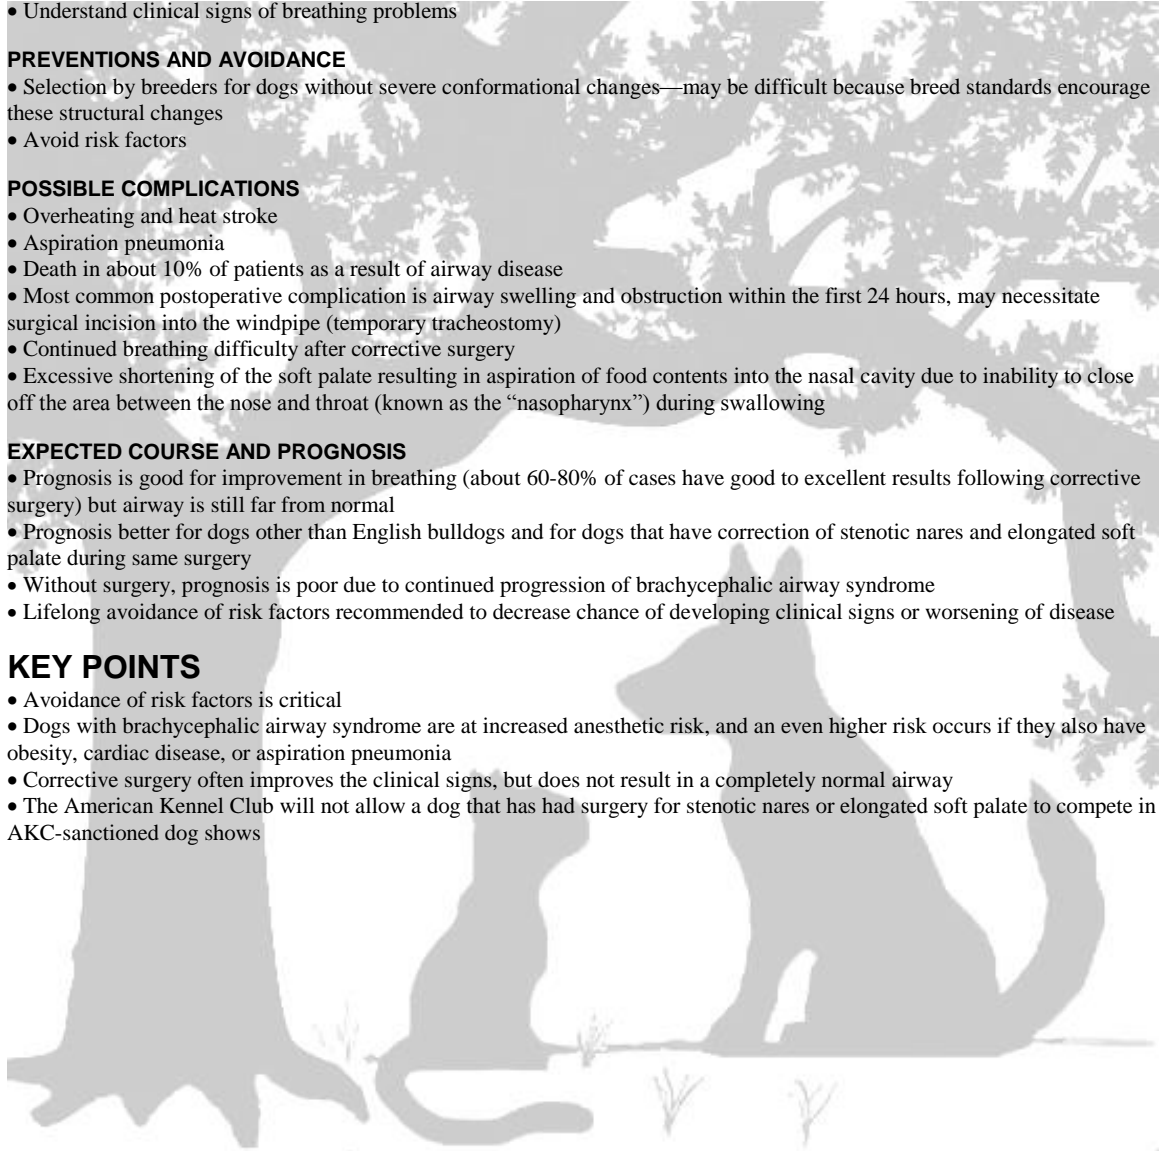 • Understand clinical signs of breathing problems
PREVENTIONS AND AVOIDANCE
• Selection by breeders for dogs without severe conformational changes—may be difficult because breed standards encourage
these structural changes
• Avoid risk factors
POSSIBLE COMPLICATIONS
• Overheating and heat stroke
• Aspiration pneumonia
• Death in about 10% of patients as a result of airway disease
• Most common postoperative complication is airway swelling and obstruction within the first 24 hours, may necessitate
surgical incision into the windpipe (temporary tracheostomy)
• Continued breathing difficulty after corrective surgery
• Excessive shortening of the soft palate resulting in aspiration of food contents into the nasal cavity due to inability to close
off the area between the nose and throat (known as the “nasopharynx”) during swallowing
EXPECTED COURSE AND PROGNOSIS
• Prognosis is good for improvement in breathing (about 60-80% of cases have good to excellent results following corrective
surgery) but airway is still far from normal
• Prognosis better for dogs other than English bulldogs and for dogs that have correction of stenotic nares and elongated soft
palate during same surgery
• Without surgery, prognosis is poor due to continued progression of brachycephalic airway syndrome
• Lifelong avoidance of risk factors recommended to decrease chance of developing clinical signs or worsening of disease
KEY POINTS
• Avoidance of risk factors is critical
• Dogs with brachycephalic airway syndrome are at increased anesthetic risk, and an even higher risk occurs if they also have
obesity, cardiac disease, or aspiration pneumonia
• Corrective surgery often improves the clinical signs, but does not result in a completely normal airway
• The American Kennel Club will not allow a dog that has had surgery for stenotic nares or elongated soft palate to compete in
AKC-sanctioned dog shows